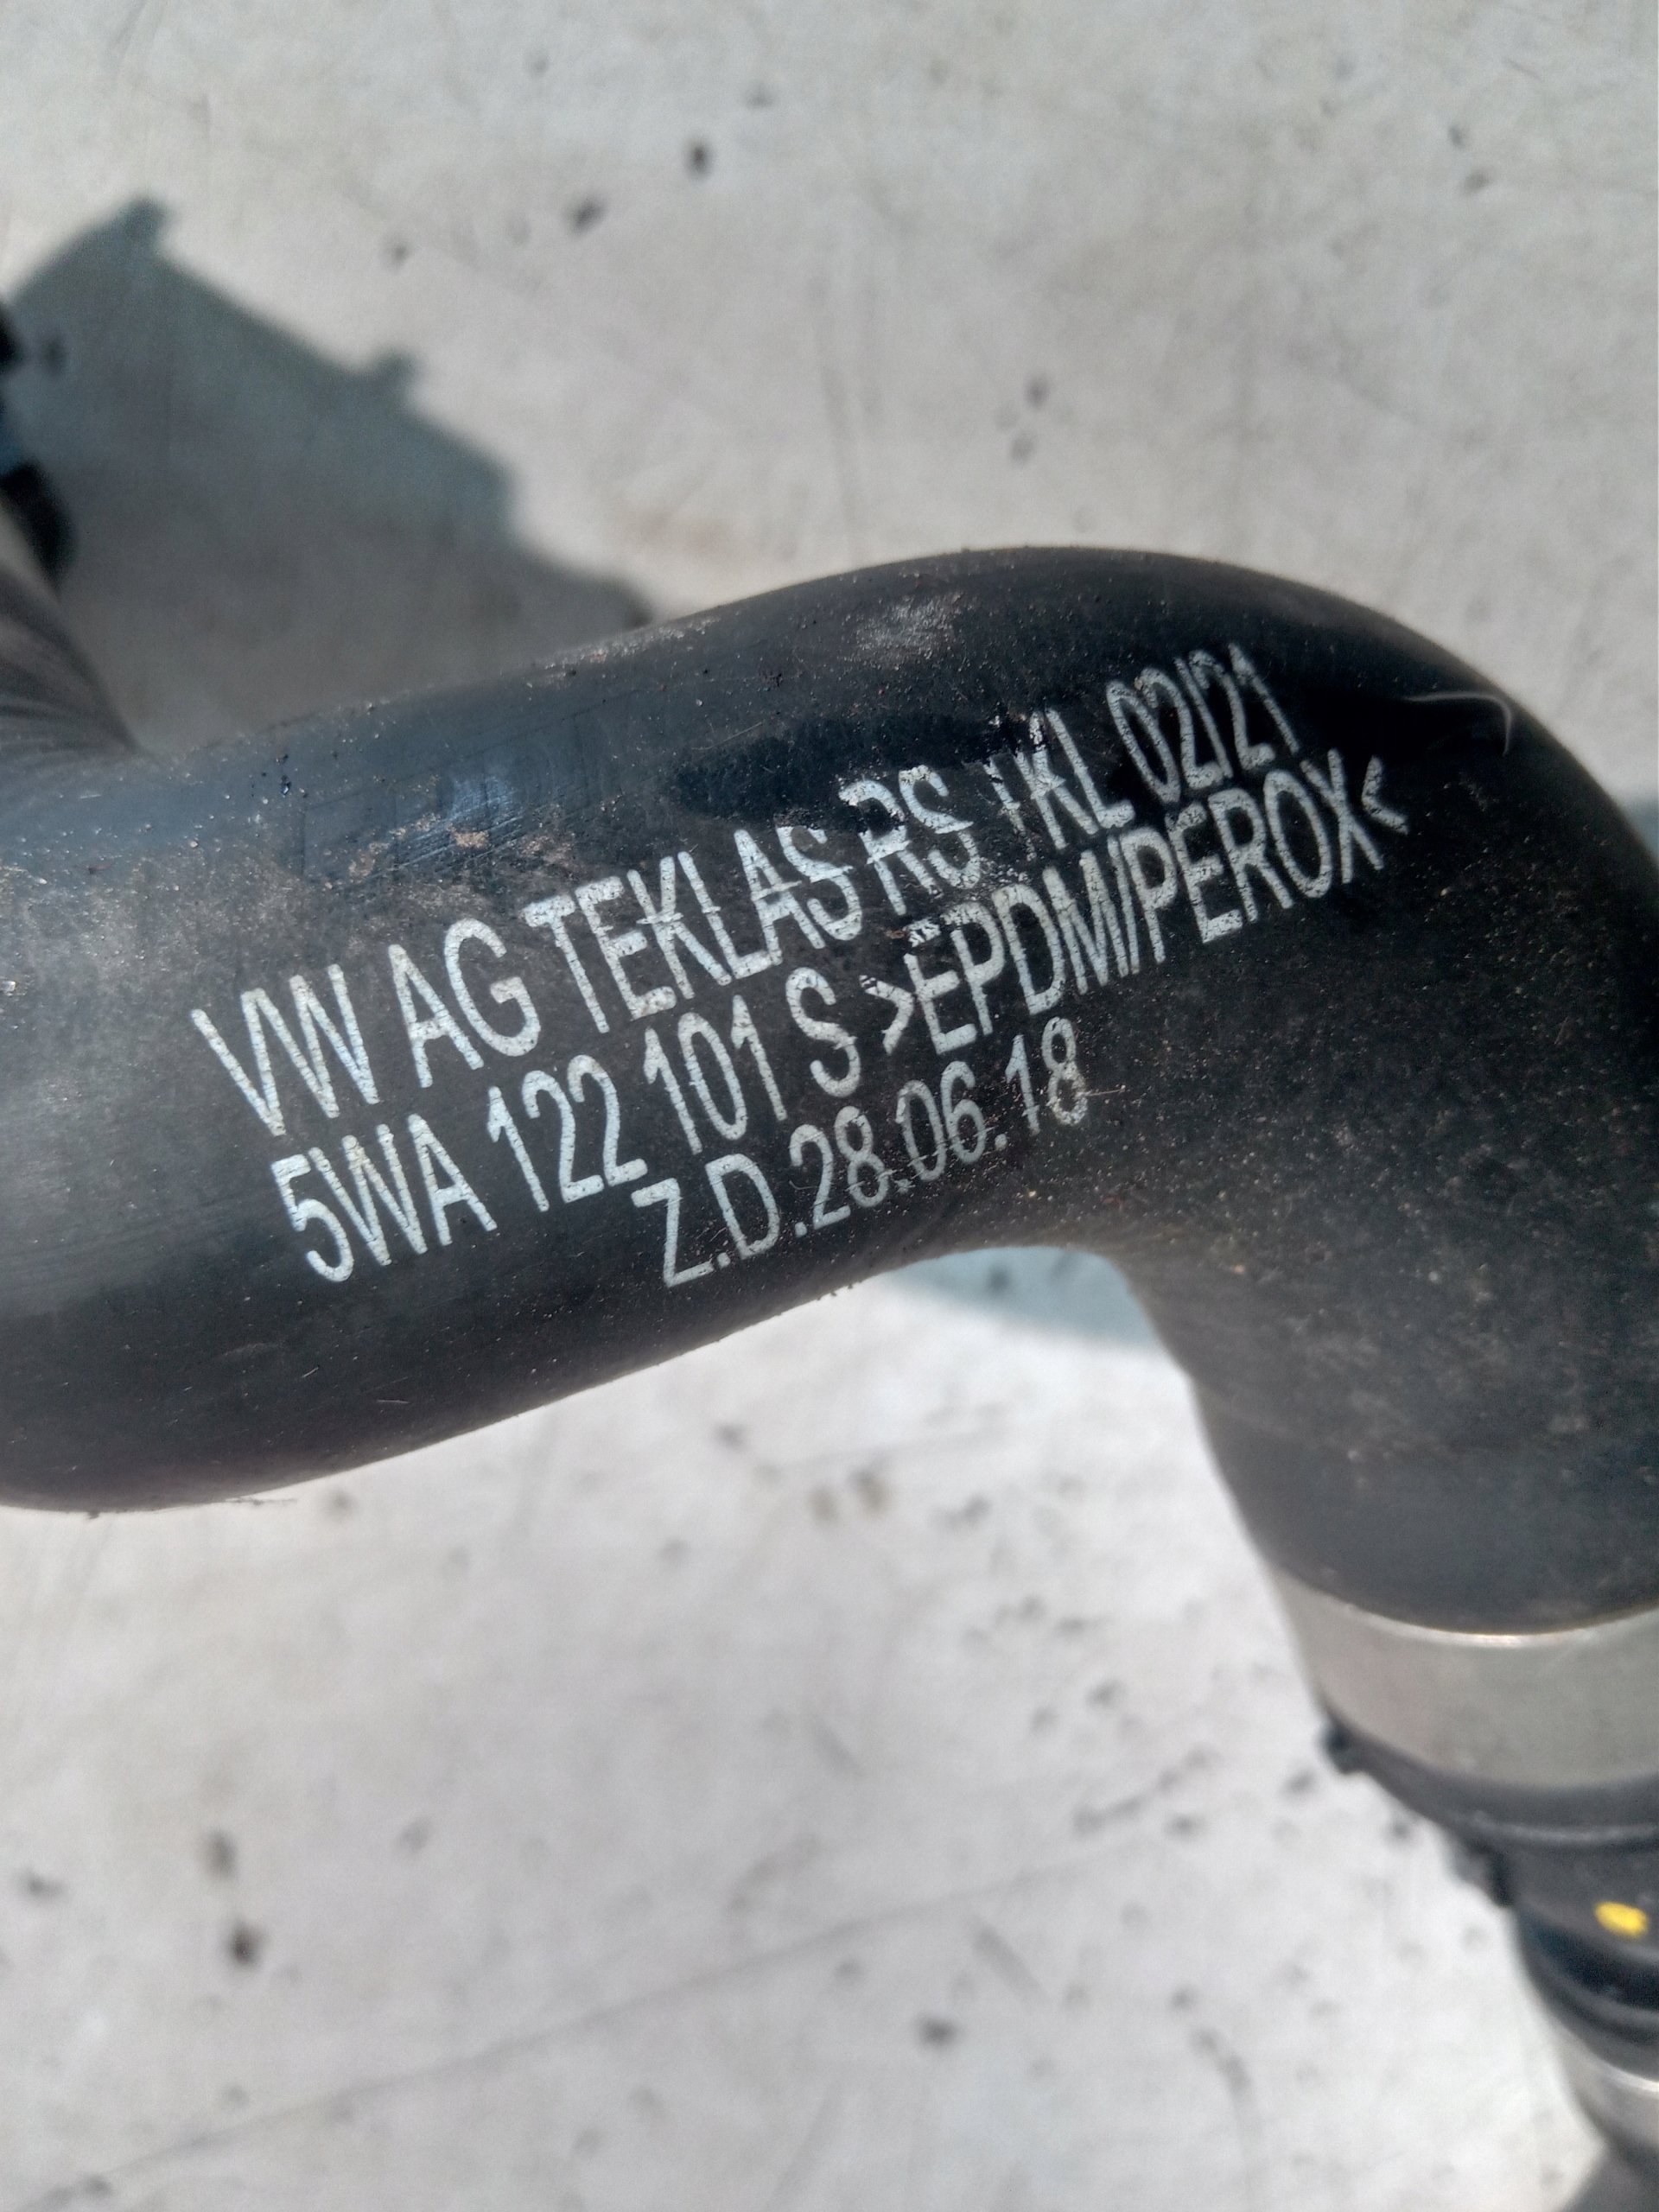 VW AG TEKLAS RS TKL 02/21
5WA 122 101 S >EPDM/PEROX<
Z.D.28.06.18